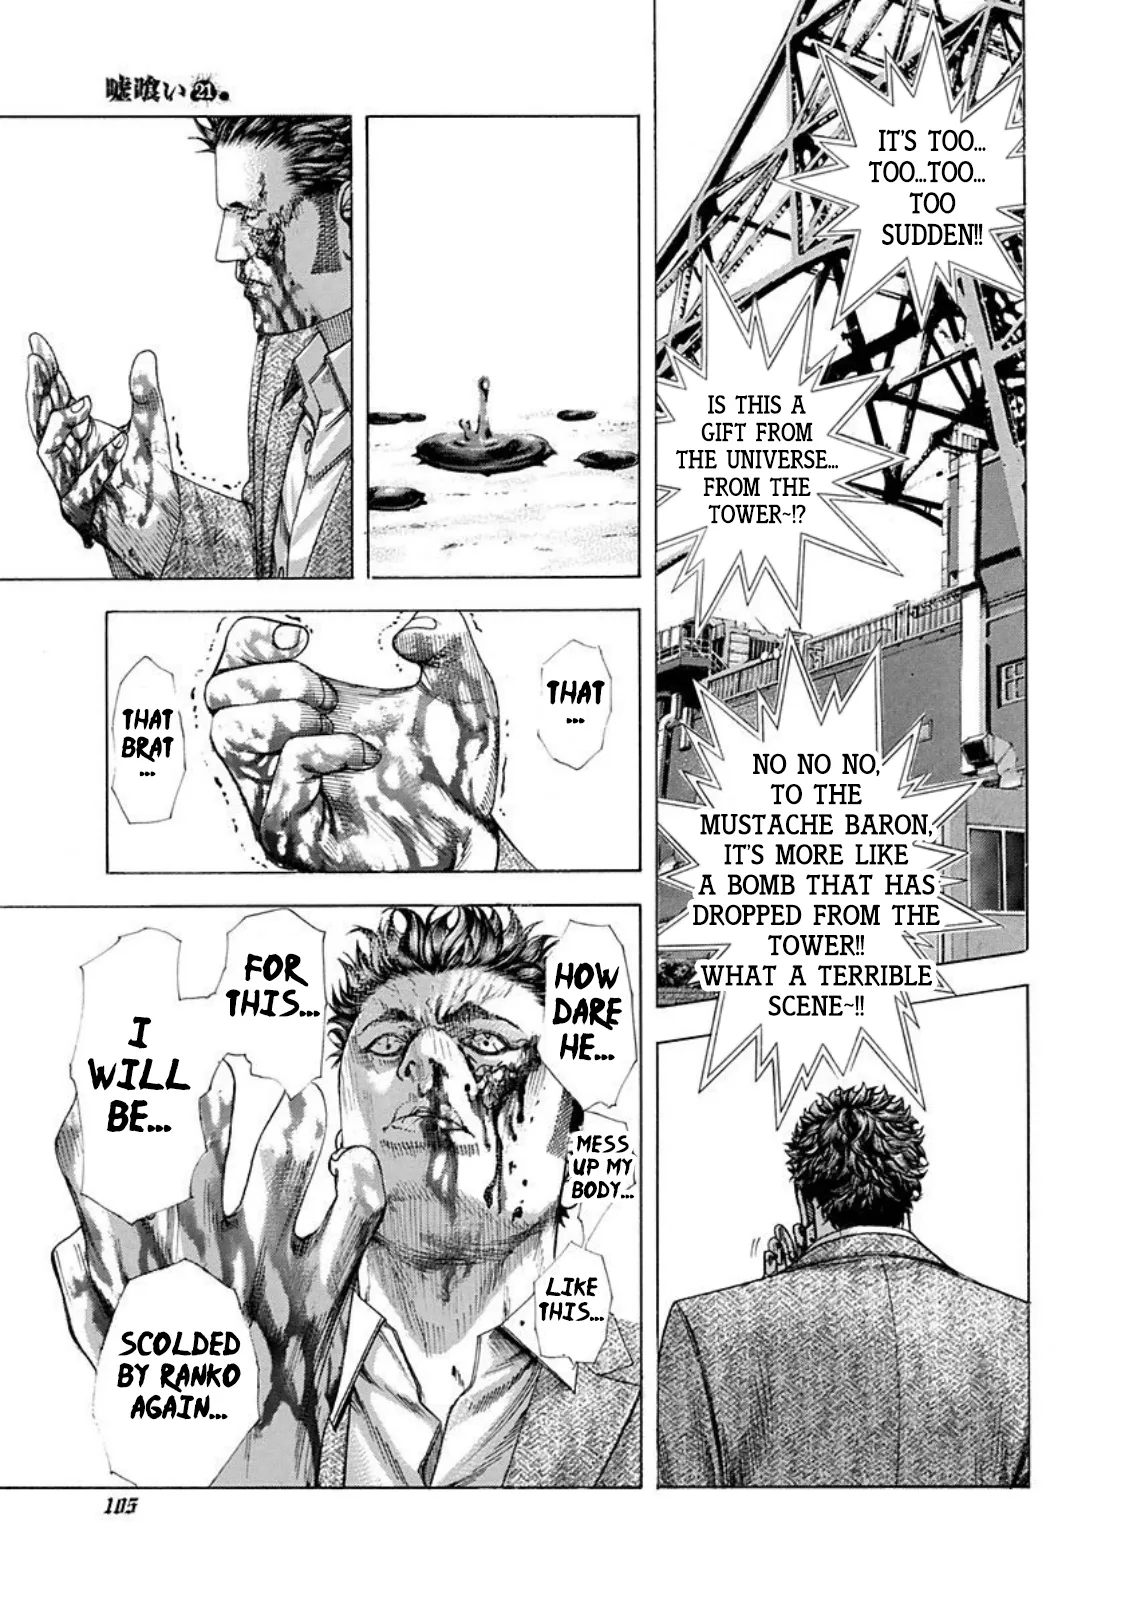 嘘喰い 21
IT'S TOO...
TOO...TOO...
TOO
SUDDEN!!
IS THIS A
GIFT FROM
THE UNIVERSE...
FROM THE
TOWER~!?
NO NO NO,
TO THE
MUSTACHE BARON,
IT'S MORE LIKE
A BOMB THAT HAS
DROPPED FROM THE
TOWER!!
WHAT A TERRIBLE
SCENE~!!
THAT
...
THAT
BRAT
...
HOW
DARE
HE...
MESS
UP MY
BODY...
LIKE
THIS...
FOR
THIS...
I
WILL
BE...
SCOLDED
BY RANKO
AGAIN...
105